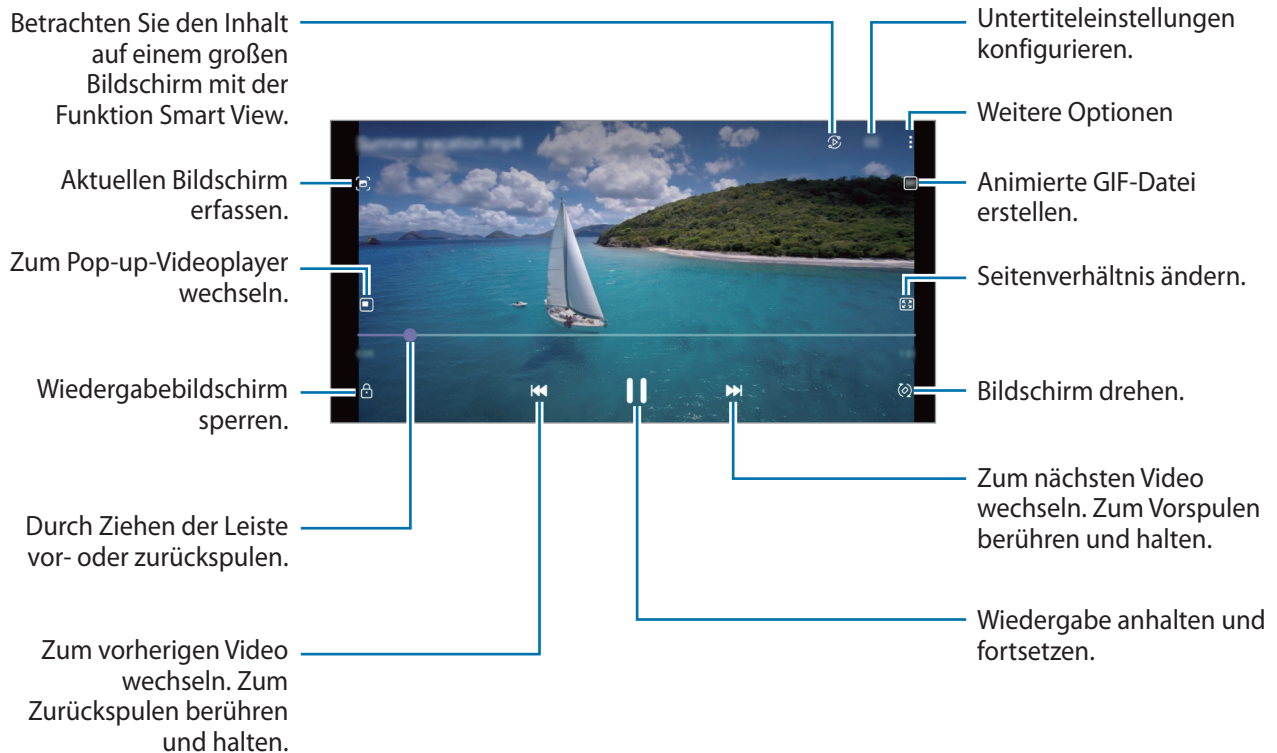 Betrachten Sie den Inhalt
auf einem großen
Bildschirm mit der
Funktion Smart View.
Aktuellen Bildschirm
erfassen.
Zum Pop-up-Videoplayer
wechseln.
Wiedergabebildschirm
sperren.
Durch Ziehen der Leiste
vor- oder zurückspulen.
Zum vorherigen Video
wechseln. Zum
Zurückspulen berühren
und halten.
Untertiteleinstellungen
konfigurieren.
Weitere Optionen
Animierte GIF-Datei
erstellen.
Seitenverhältnis ändern.
Bildschirm drehen.
Zum nächsten Video
wechseln. Zum Vorspulen
berühren und halten.
Wiedergabe anhalten und
fortsetzen.